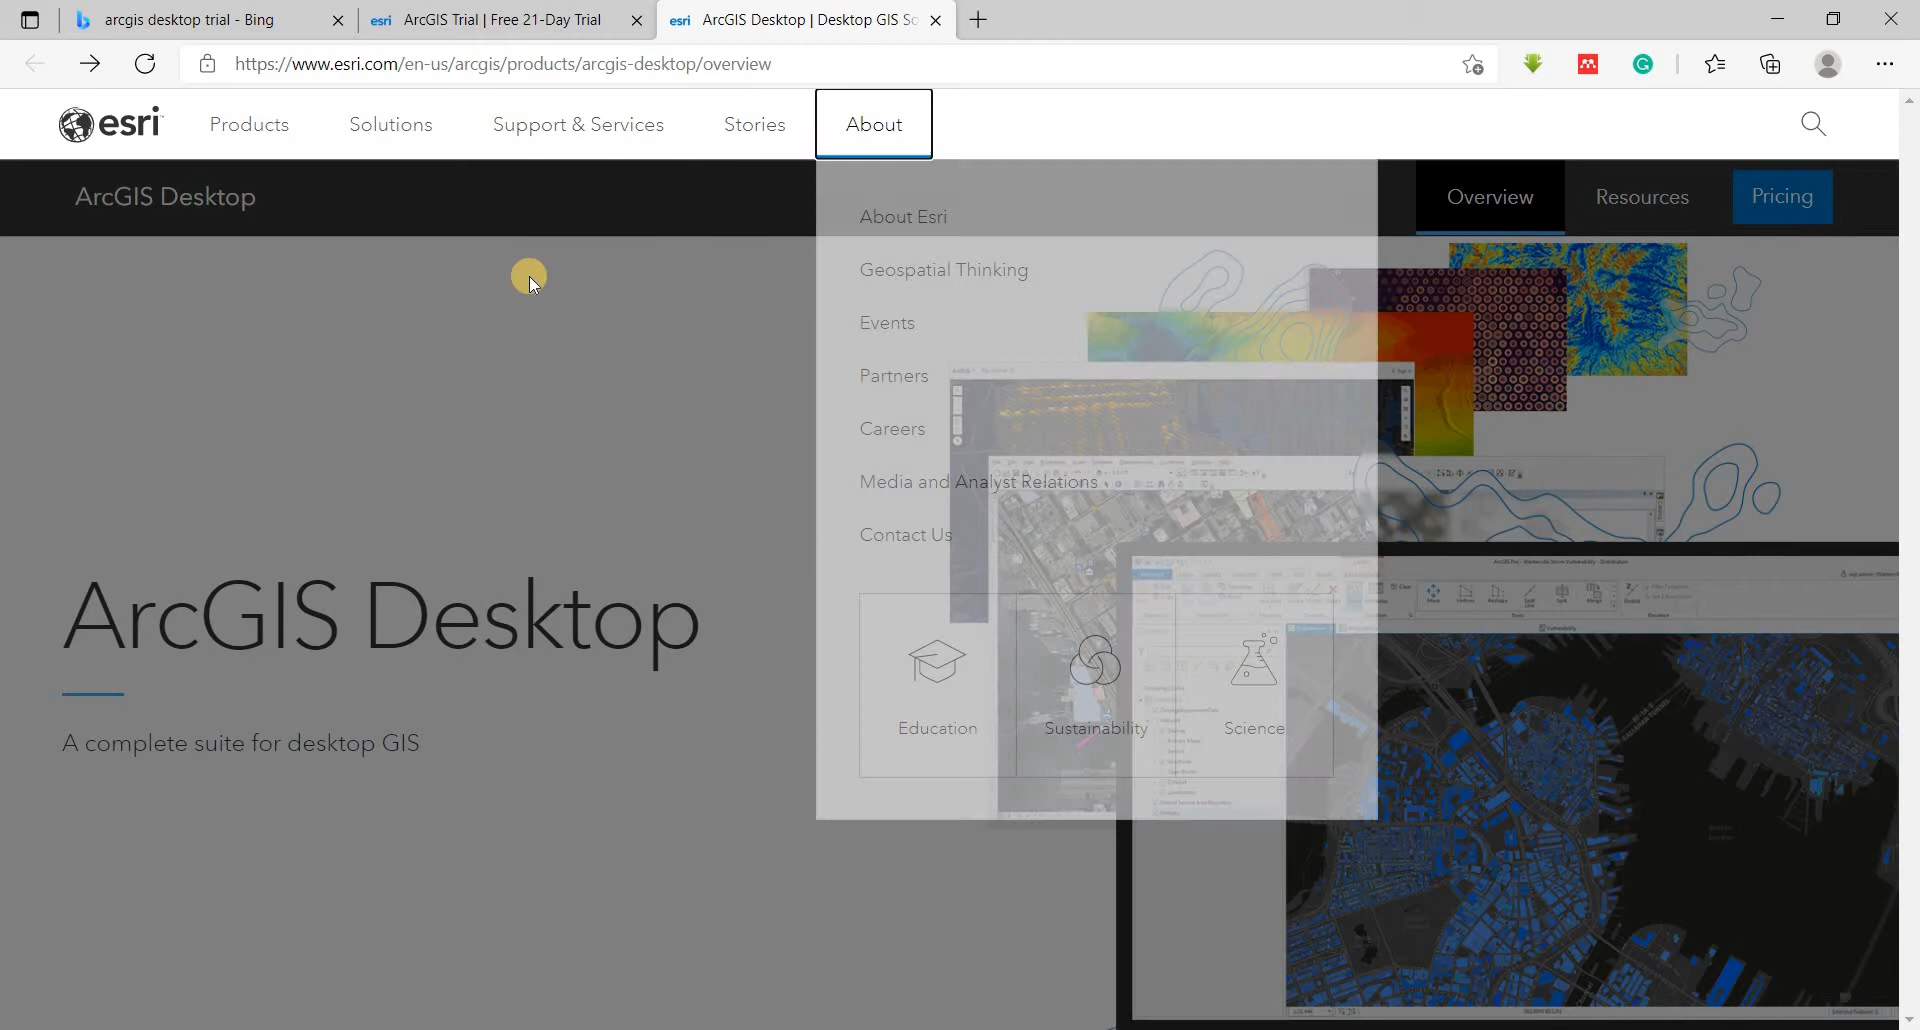 arcgis desktop trial - Bing
esri ArcGIS Trial | Free 21-Day Trial
esri ArcGIS Desktop | Desktop GIS So
https://www.esri.com/en-us/arcgis/products/arcgis-desktop/overview
esri Products Solutions Support & Services Stories About
ArcGIS Desktop Overview Resources Pricing
About Esri
Geospatial Thinking
Events
Partners
Careers
Media and Analyst Relations
Contact Us
ArcGIS Desktop
Education Sustainability Science
A complete suite for desktop GIS